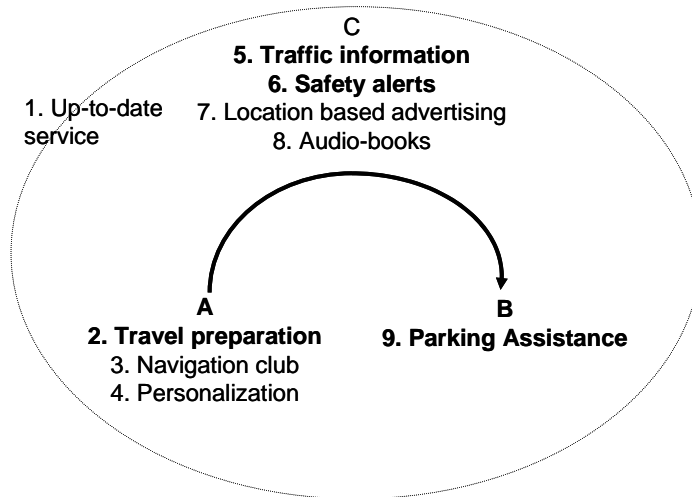 C
5. Traffic information
6. Safety alerts
1. Up-to-date
service
7. Location based advertising
8. Audio-books
A
2. Travel preparation
3. Navigation club
4. Personalization
B
9. Parking Assistance